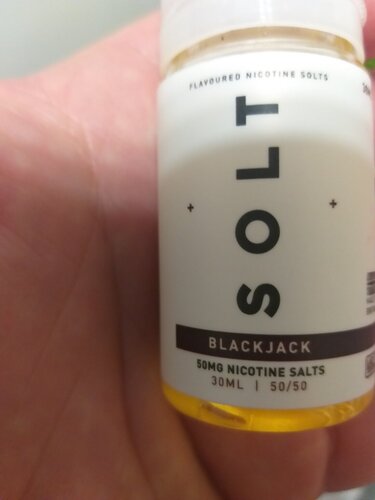 FLAVOURED NICOTINE SOLTS
SOLT
BLACKJACK
50MG NICOTINE SALTS
30ML | 50/50